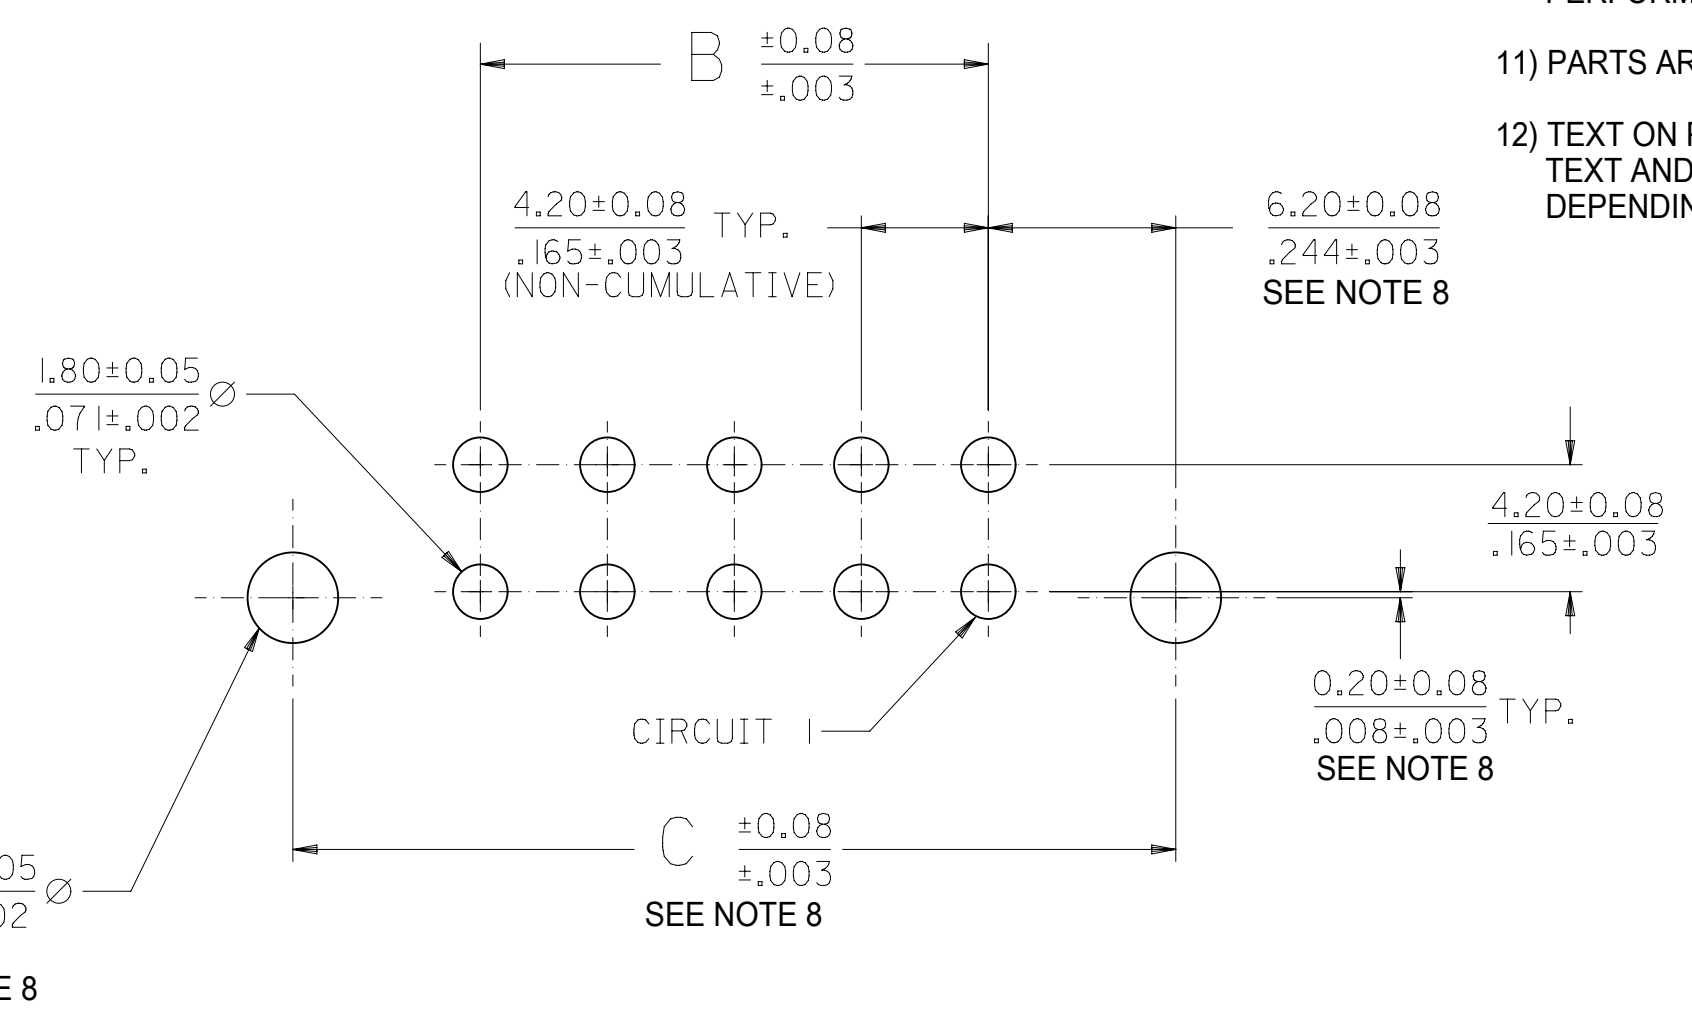 B ±0.08
±.003
11) PARTS AR
12) TEXT ON
TEXT AND
DEPENDIN
4.20±0.08 TYP.
.165±.003
(NON-CUMULATIVE)
6.20±0.08
.244±.003
SEE NOTE 8
1.80±0.05 ⌀
.071±.002
TYP.
4.20±0.08
.165±.003
0.20±0.08 TYP.
.008±.003
SEE NOTE 8
CIRCUIT 1
C ±0.08
±.003
SEE NOTE 8
05 ⌀
02
E 8